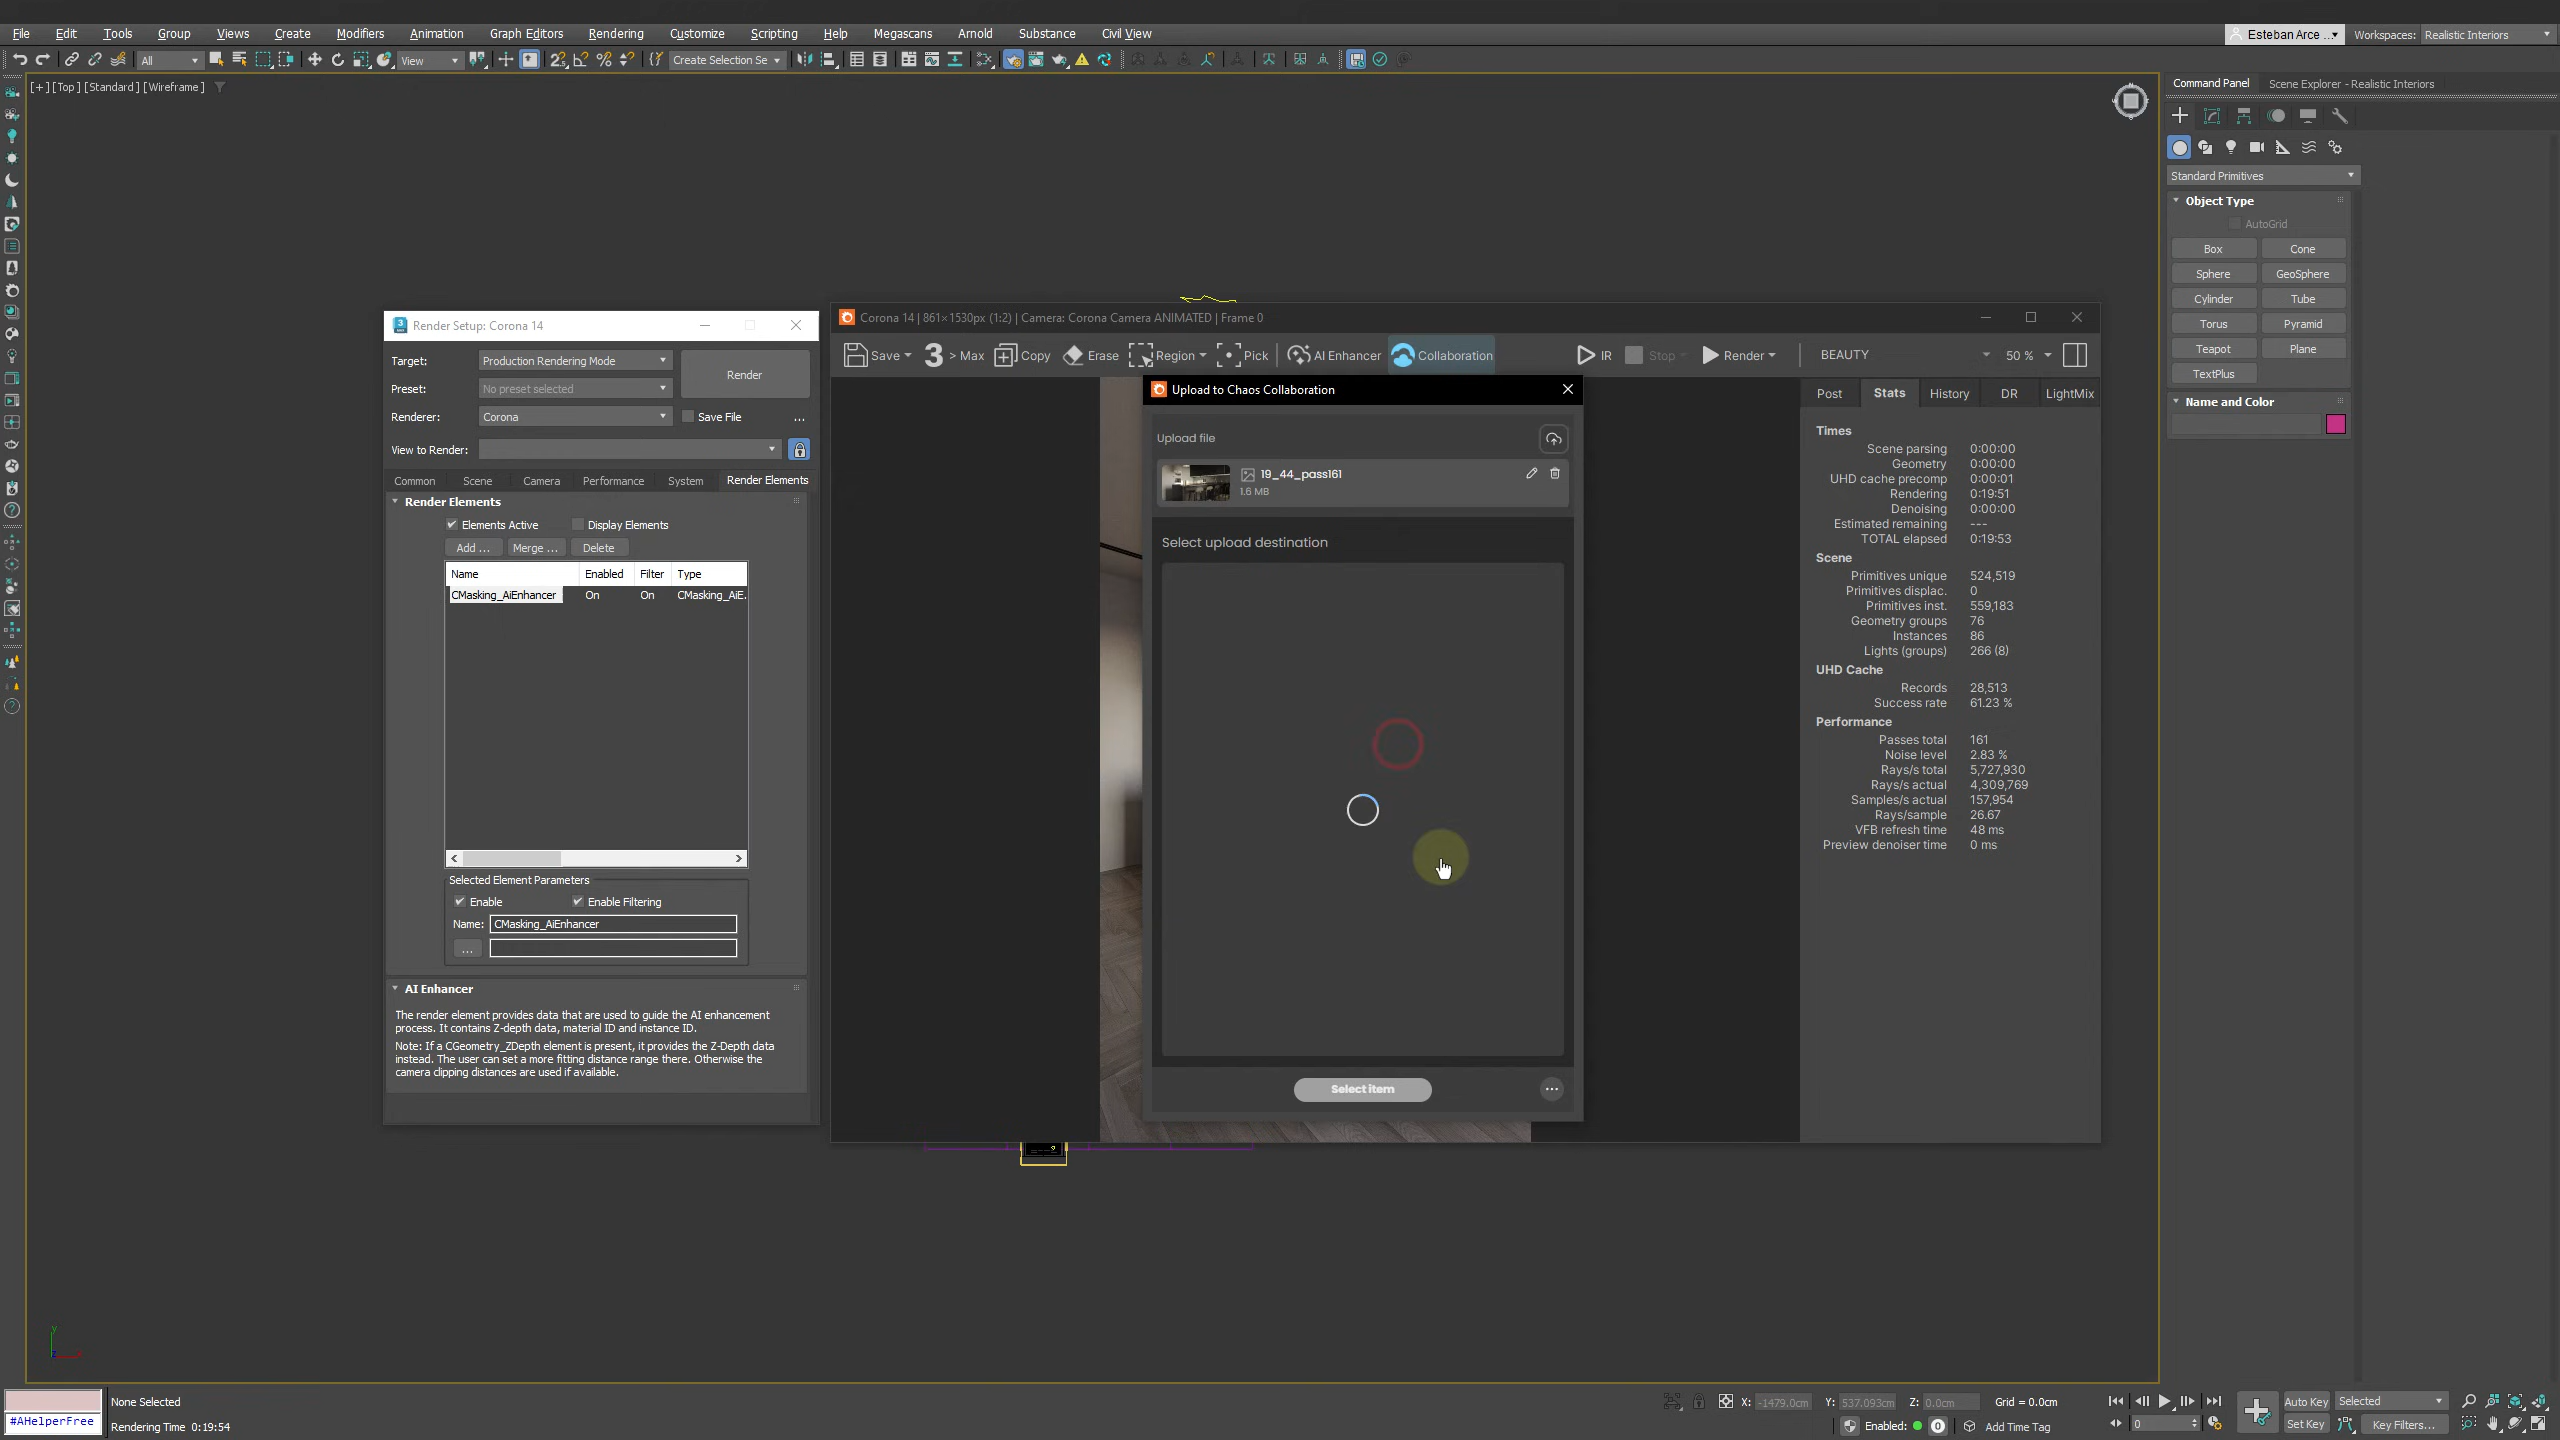 File Edit Tools Group Views Create Modifiers Animation Graph Editors Rendering Customize Scripting Help Megascans Arnold Substance Civil View
Esteban Arce ... Workspaces: Realistic Interiors
All View Create Selection Se
[+] [Top] [Standard] [Wireframe]
Command Panel Scene Explorer - Realistic Interiors
Standard Primitives
Object Type
AutoGrid
Box Cone
Sphere GeoSphere
Cylinder Tube
Torus Pyramid
Teapot Plane
TextPlus
Name and Color
Render Setup: Corona 14
Target: Production Rendering Mode
Render
Preset: No preset selected
Renderer: Corona Save File ...
View to Render:
Common Scene Camera Performance System Render Elements
Render Elements
Elements Active Display Elements
Add ... Merge ... Delete
Name Enabled Filter Type
CMasking_AiEnhancer On On CMasking_AiE.
Selected Element Parameters
Enable Enable Filtering
Name: CMasking_AiEnhancer
...
AI Enhancer
The render element provides data that are used to guide the AI enhancement
process. It contains Z-depth data, material ID and instance ID.
Note: If a CGeometry_ZDepth element is present, it provides the Z-Depth data
instead. The user can set a more fitting distance range there. Otherwise the
camera clipping distances are used if available.
Corona 14 | 861×1530px (1:2) | Camera: Corona Camera ANIMATED | Frame 0
Save 3 > Max Copy Erase Region Pick AI Enhancer Collaboration IR Stop Render BEAUTY 50 %
Upload to Chaos Collaboration
Upload file
19_44_pass161
1.6 MB
Select upload destination
Select item
...
Post Stats History DR LightMix
Times
Scene parsing 0:00:00
Geometry 0:00:00
UHD cache precomp 0:00:01
Rendering 0:19:51
Denoising 0:00:00
Estimated remaining ---
TOTAL elapsed 0:19:53
Scene
Primitives unique 524,519
Primitives displac. 0
Primitives inst. 559,183
Geometry groups 76
Instances 86
Lights (groups) 266 (8)
UHD Cache
Records 28,513
Success rate 61.23 %
Performance
Passes total 161
Noise level 2.83 %
Rays/s total 5,727,930
Rays/s actual 4,309,769
Samples/s actual 157,954
Rays/sample 26.67
VFB refresh time 48 ms
Preview denoiser time 0 ms
None Selected
#AHelperFree
Rendering Time 0:19:54
X: -1479.0cm Y: 537.093cm Z: 0.0cm Grid = 0.0cm
Enabled: 0 Add Time Tag
Auto Key Selected
0 Set Key Key Filters...